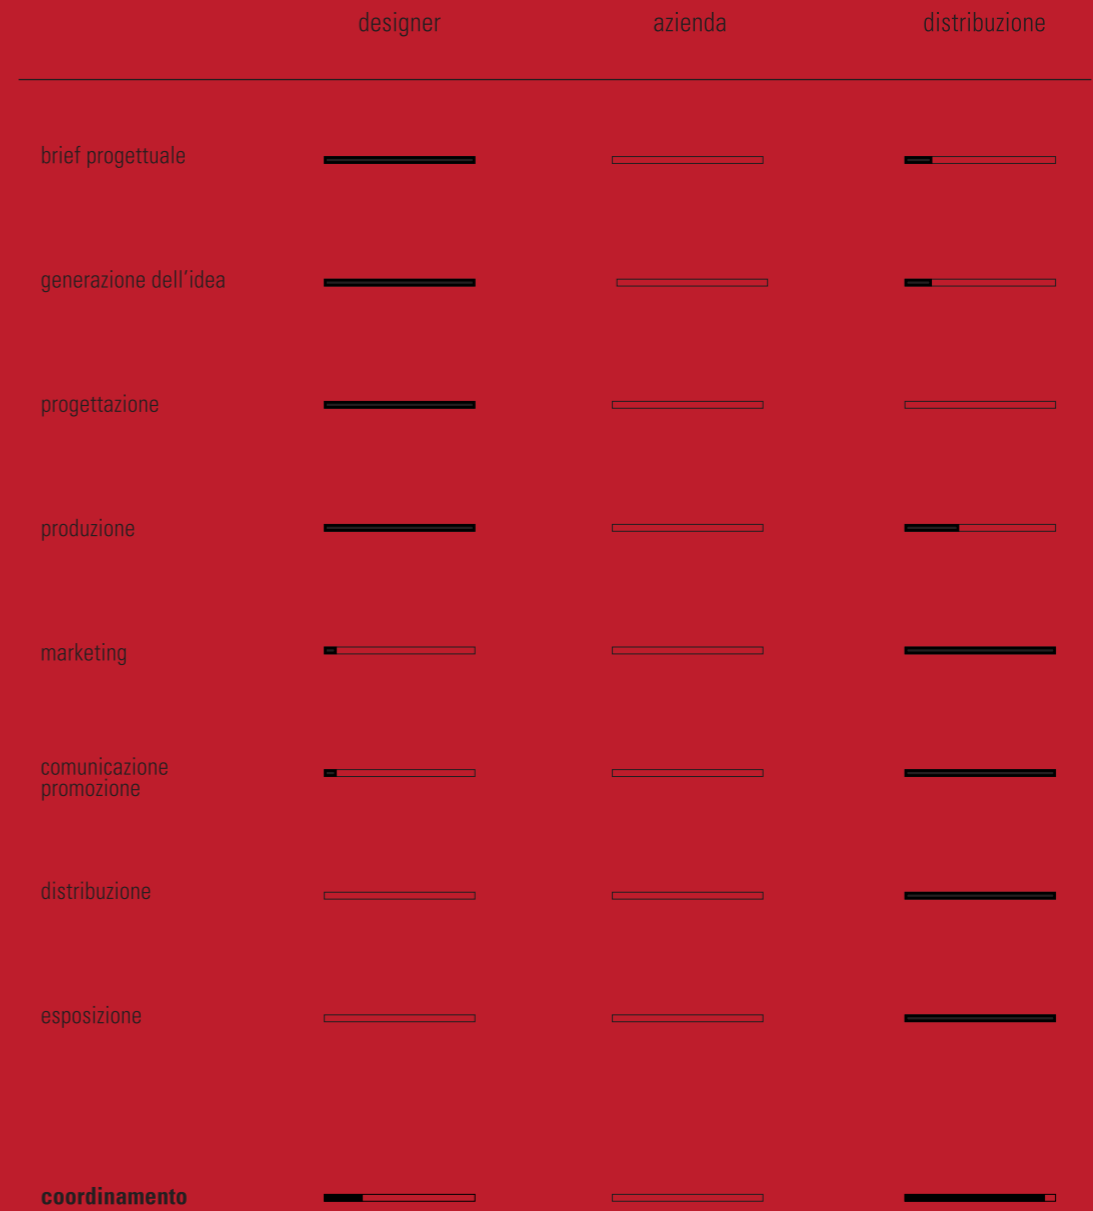 designer azienda distribuzione
brief progettuale
generazione dell’idea
progettazione
produzione
marketing
comunicazione
promozione
distribuzione
esposizione
coordinamento